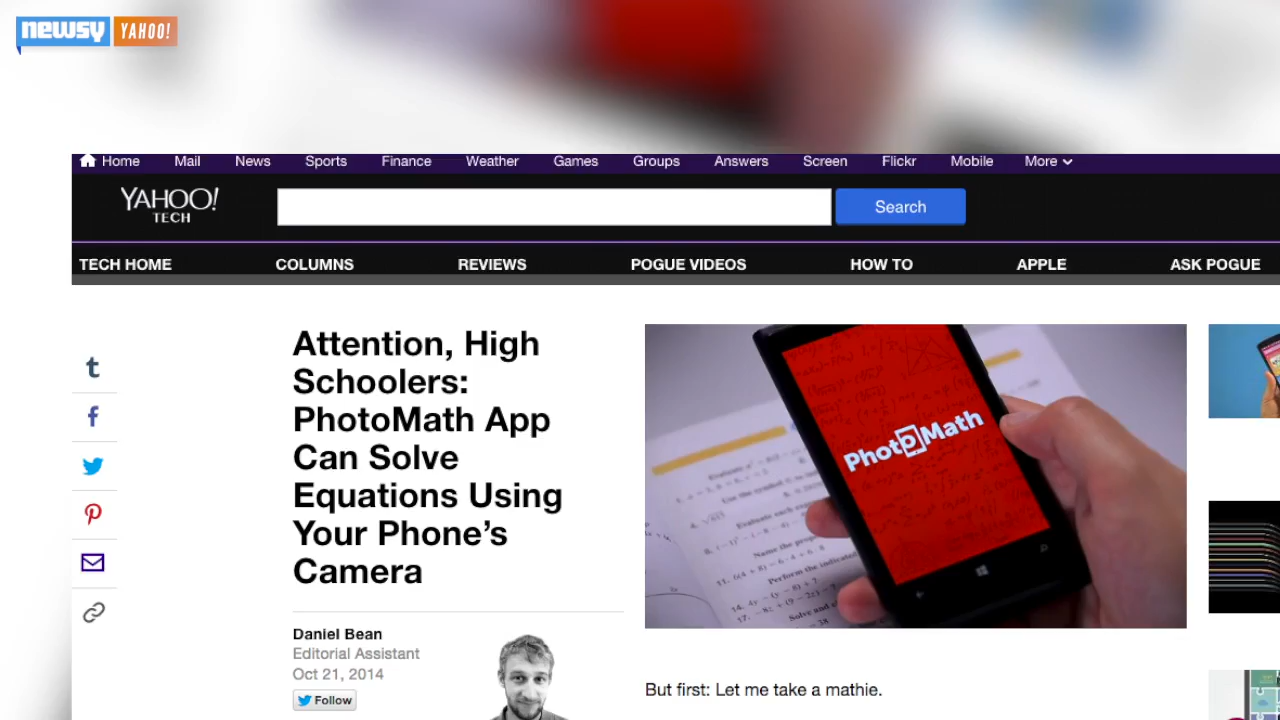 newsy YAHOO!
Home Mail News Sports Finance Weather Games Groups Answers Screen Flickr Mobile More
YAHOO!
TECH
Search
TECH HOME COLUMNS REVIEWS POGUE VIDEOS HOW TO APPLE ASK POGUE
Attention, High
Schoolers:
PhotoMath App
Can Solve
Equations Using
Your Phone's
Camera
PhotoMath
Daniel Bean
Editorial Assistant
Oct 21, 2014
Follow
But first: Let me take a mathie.